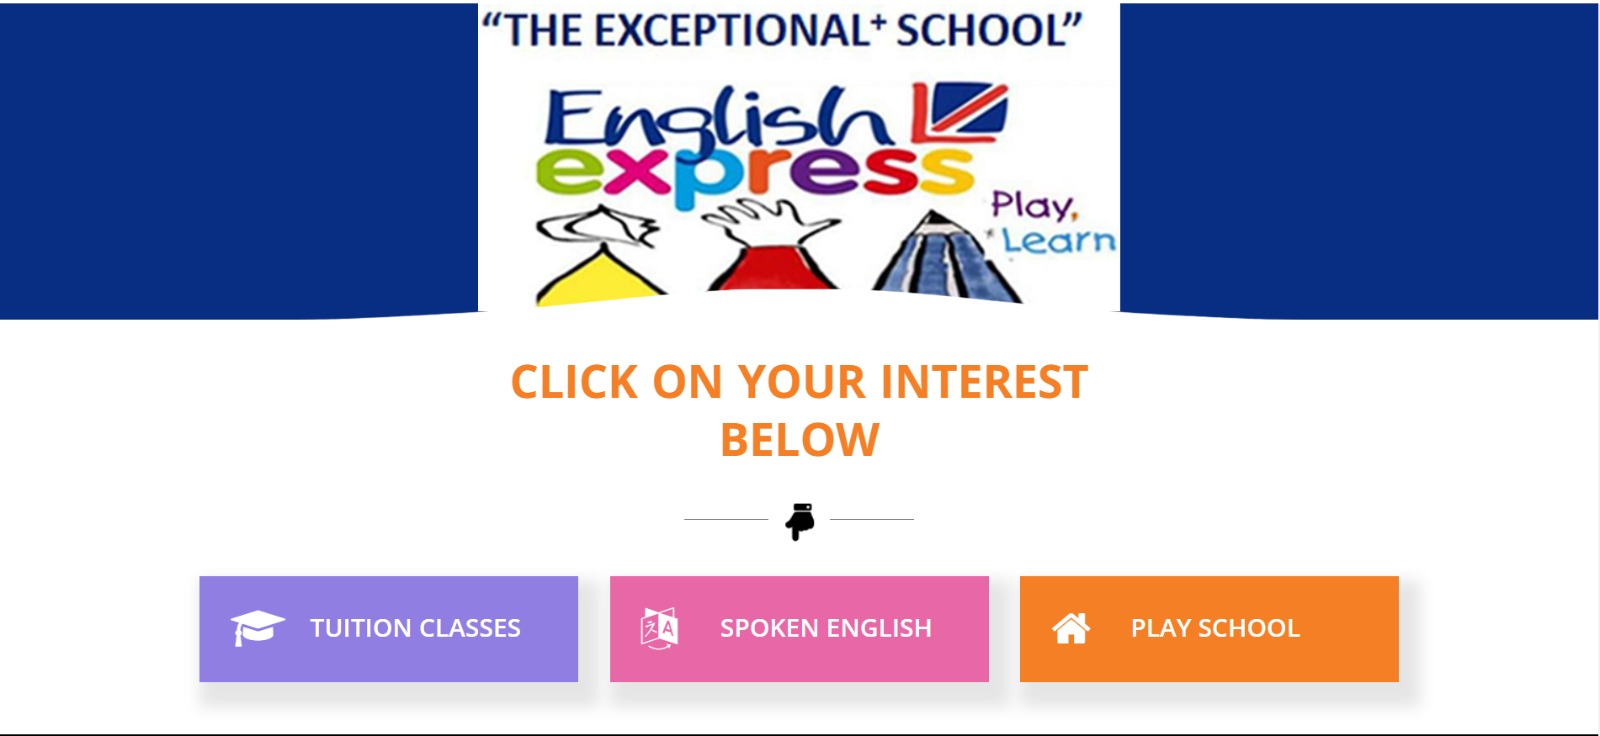 “THE EXCEPTIONAL⁺ SCHOOL”
English
express
Play,
Learn
CLICK ON YOUR INTEREST
BELOW
TUITION CLASSES
SPOKEN ENGLISH
PLAY SCHOOL